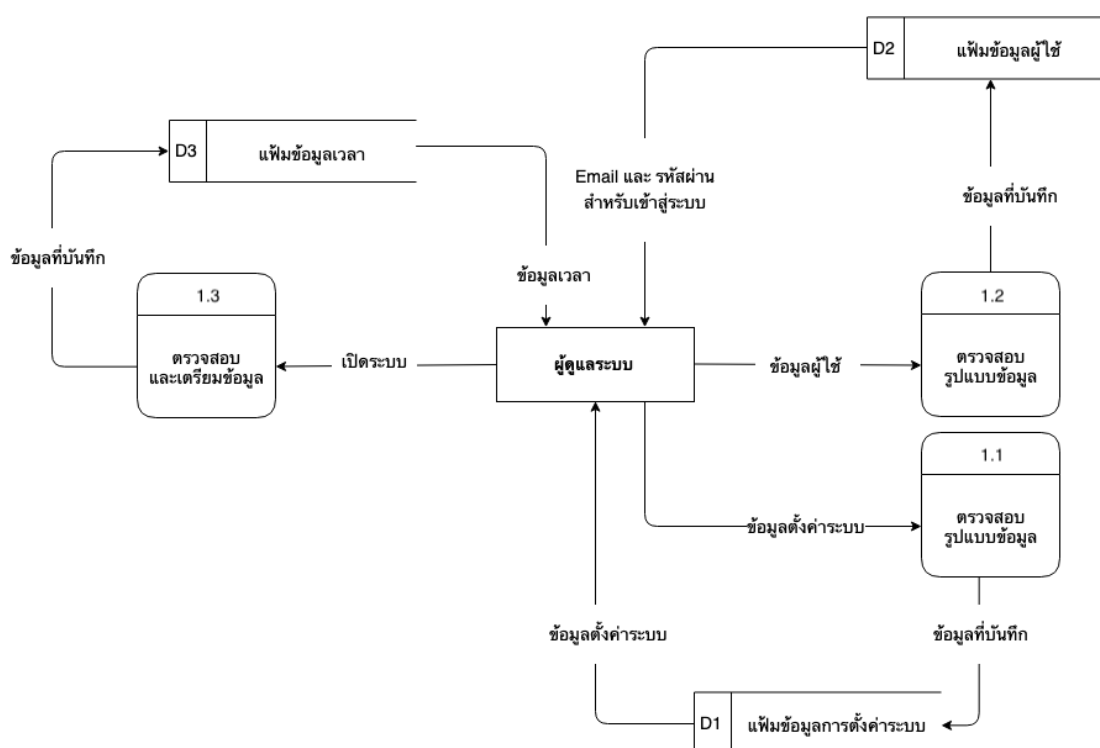 D2
แฟ้มข้อมูลผู้ใช้
D3
แฟ้มข้อมูลเวลา
Email และ รหัสผ่าน
สำหรับเข้าสู่ระบบ
ข้อมูลที่บันทึก
ข้อมูลที่บันทึก
ข้อมูลเวลา
1.3
ตรวจสอบ
และเตรียมข้อมูล
เปิดระบบ
ผู้ดูแลระบบ
ข้อมูลผู้ใช้
1.2
ตรวจสอบ
รูปแบบข้อมูล
1.1
ตรวจสอบ
รูปแบบข้อมูล
ข้อมูลตั้งค่าระบบ
ข้อมูลตั้งค่าระบบ
ข้อมูลที่บันทึก
D1
แฟ้มข้อมูลการตั้งค่าระบบ